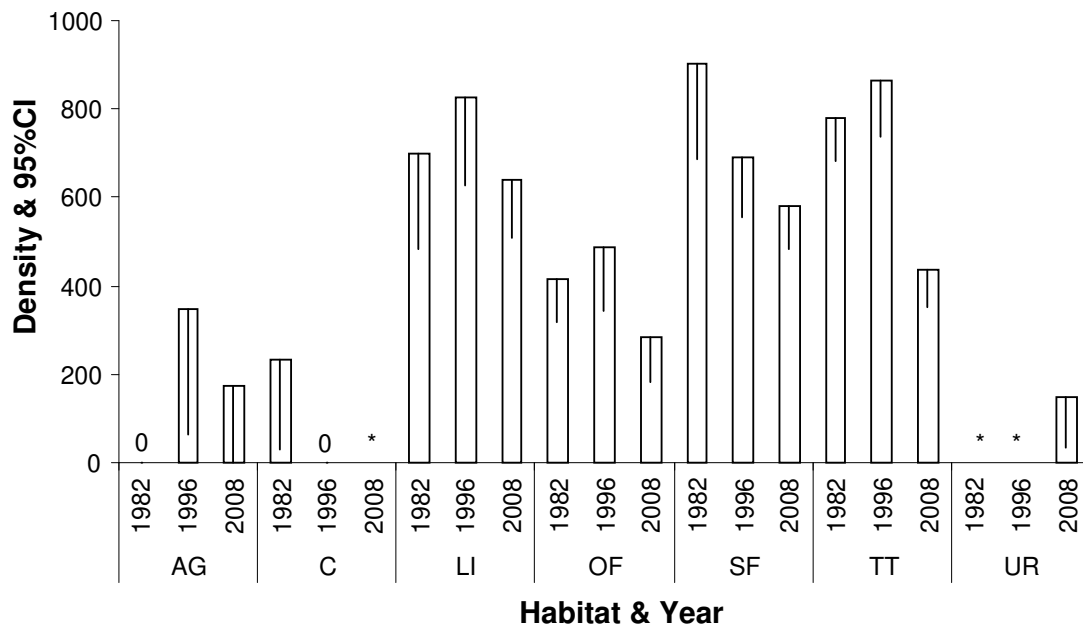 1000
800
600
400
200
0
Density & 95%CI
0 0 * * *
1982 1996 2008 1982 1996 2008 1982 1996 2008 1982 1996 2008 1982 1996 2008 1982 1996 2008 1982 1996 2008
AG C LI OF SF TT UR
Habitat & Year